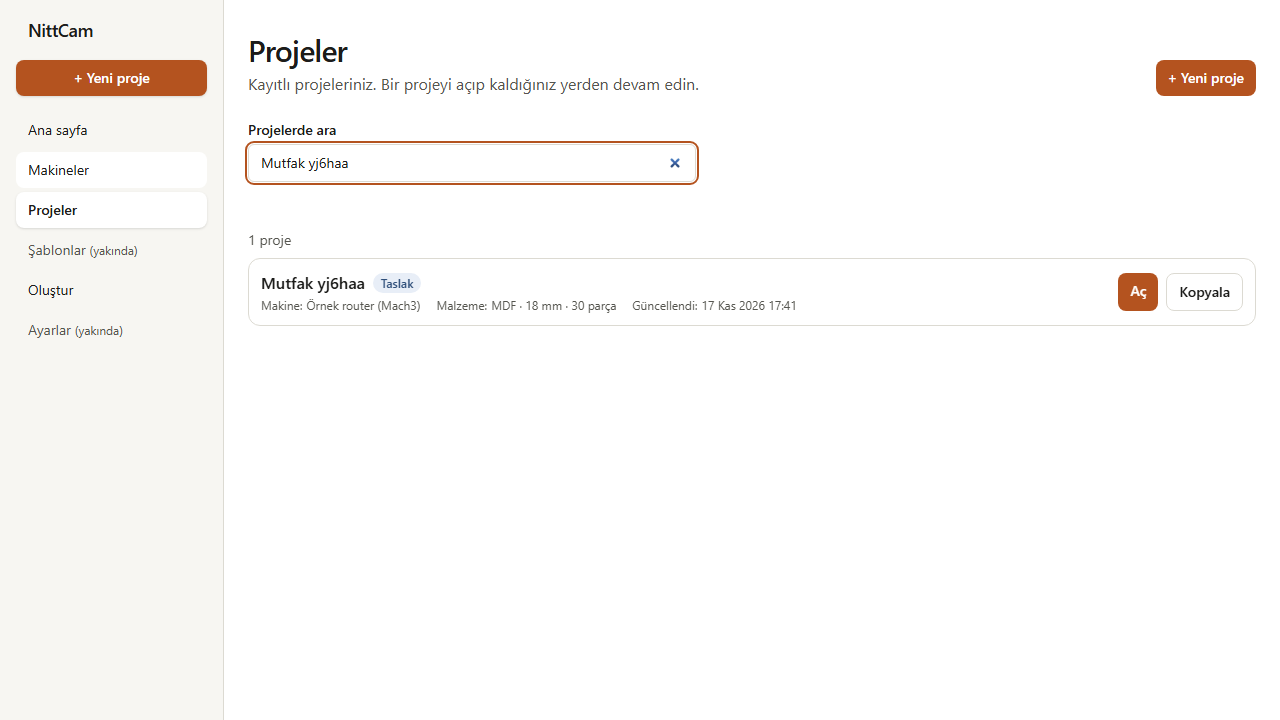 NittCam
+ Yeni proje
Ana sayfa
Makineler
Projeler
Şablonlar (yakında)
Oluştur
Ayarlar (yakında)
Projeler
Kayıtlı projeleriniz. Bir projeyi açıp kaldığınız yerden devam edin.
+ Yeni proje
Projelerde ara
Mutfak yj6haa
1 proje
Mutfak yj6haa Taslak
Makine: Örnek router (Mach3) Malzeme: MDF · 18 mm · 30 parça Güncellendi: 17 Kas 2026 17:41
Aç Kopyala